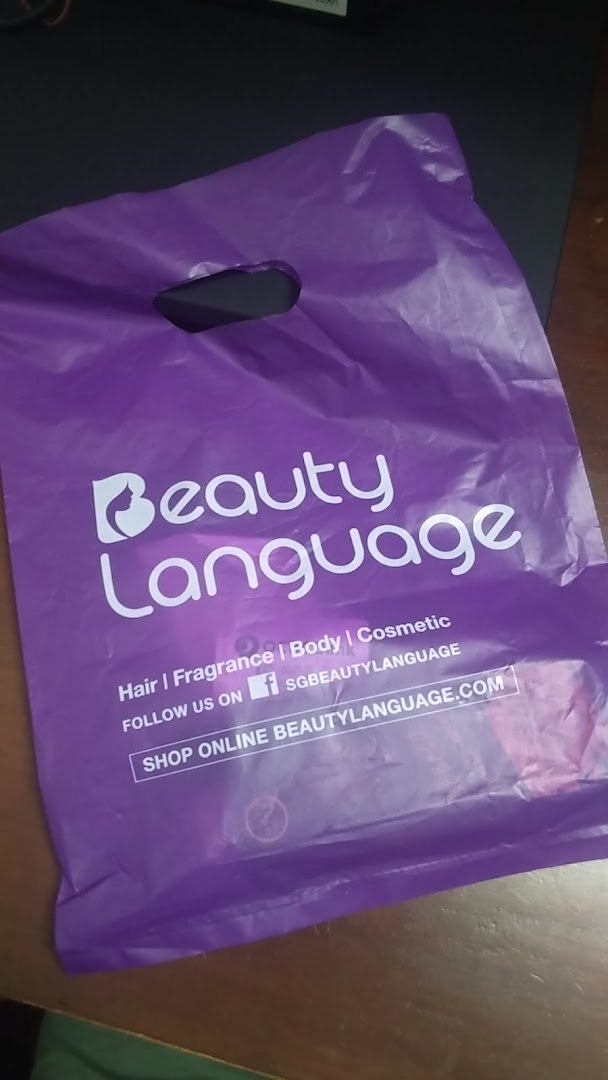 Beauty
Language
Hair | Fragrance | Body | Cosmetic
FOLLOW US ON f SGBEAUTYLANGUAGE
SHOP ONLINE BEAUTYLANGUAGE.COM